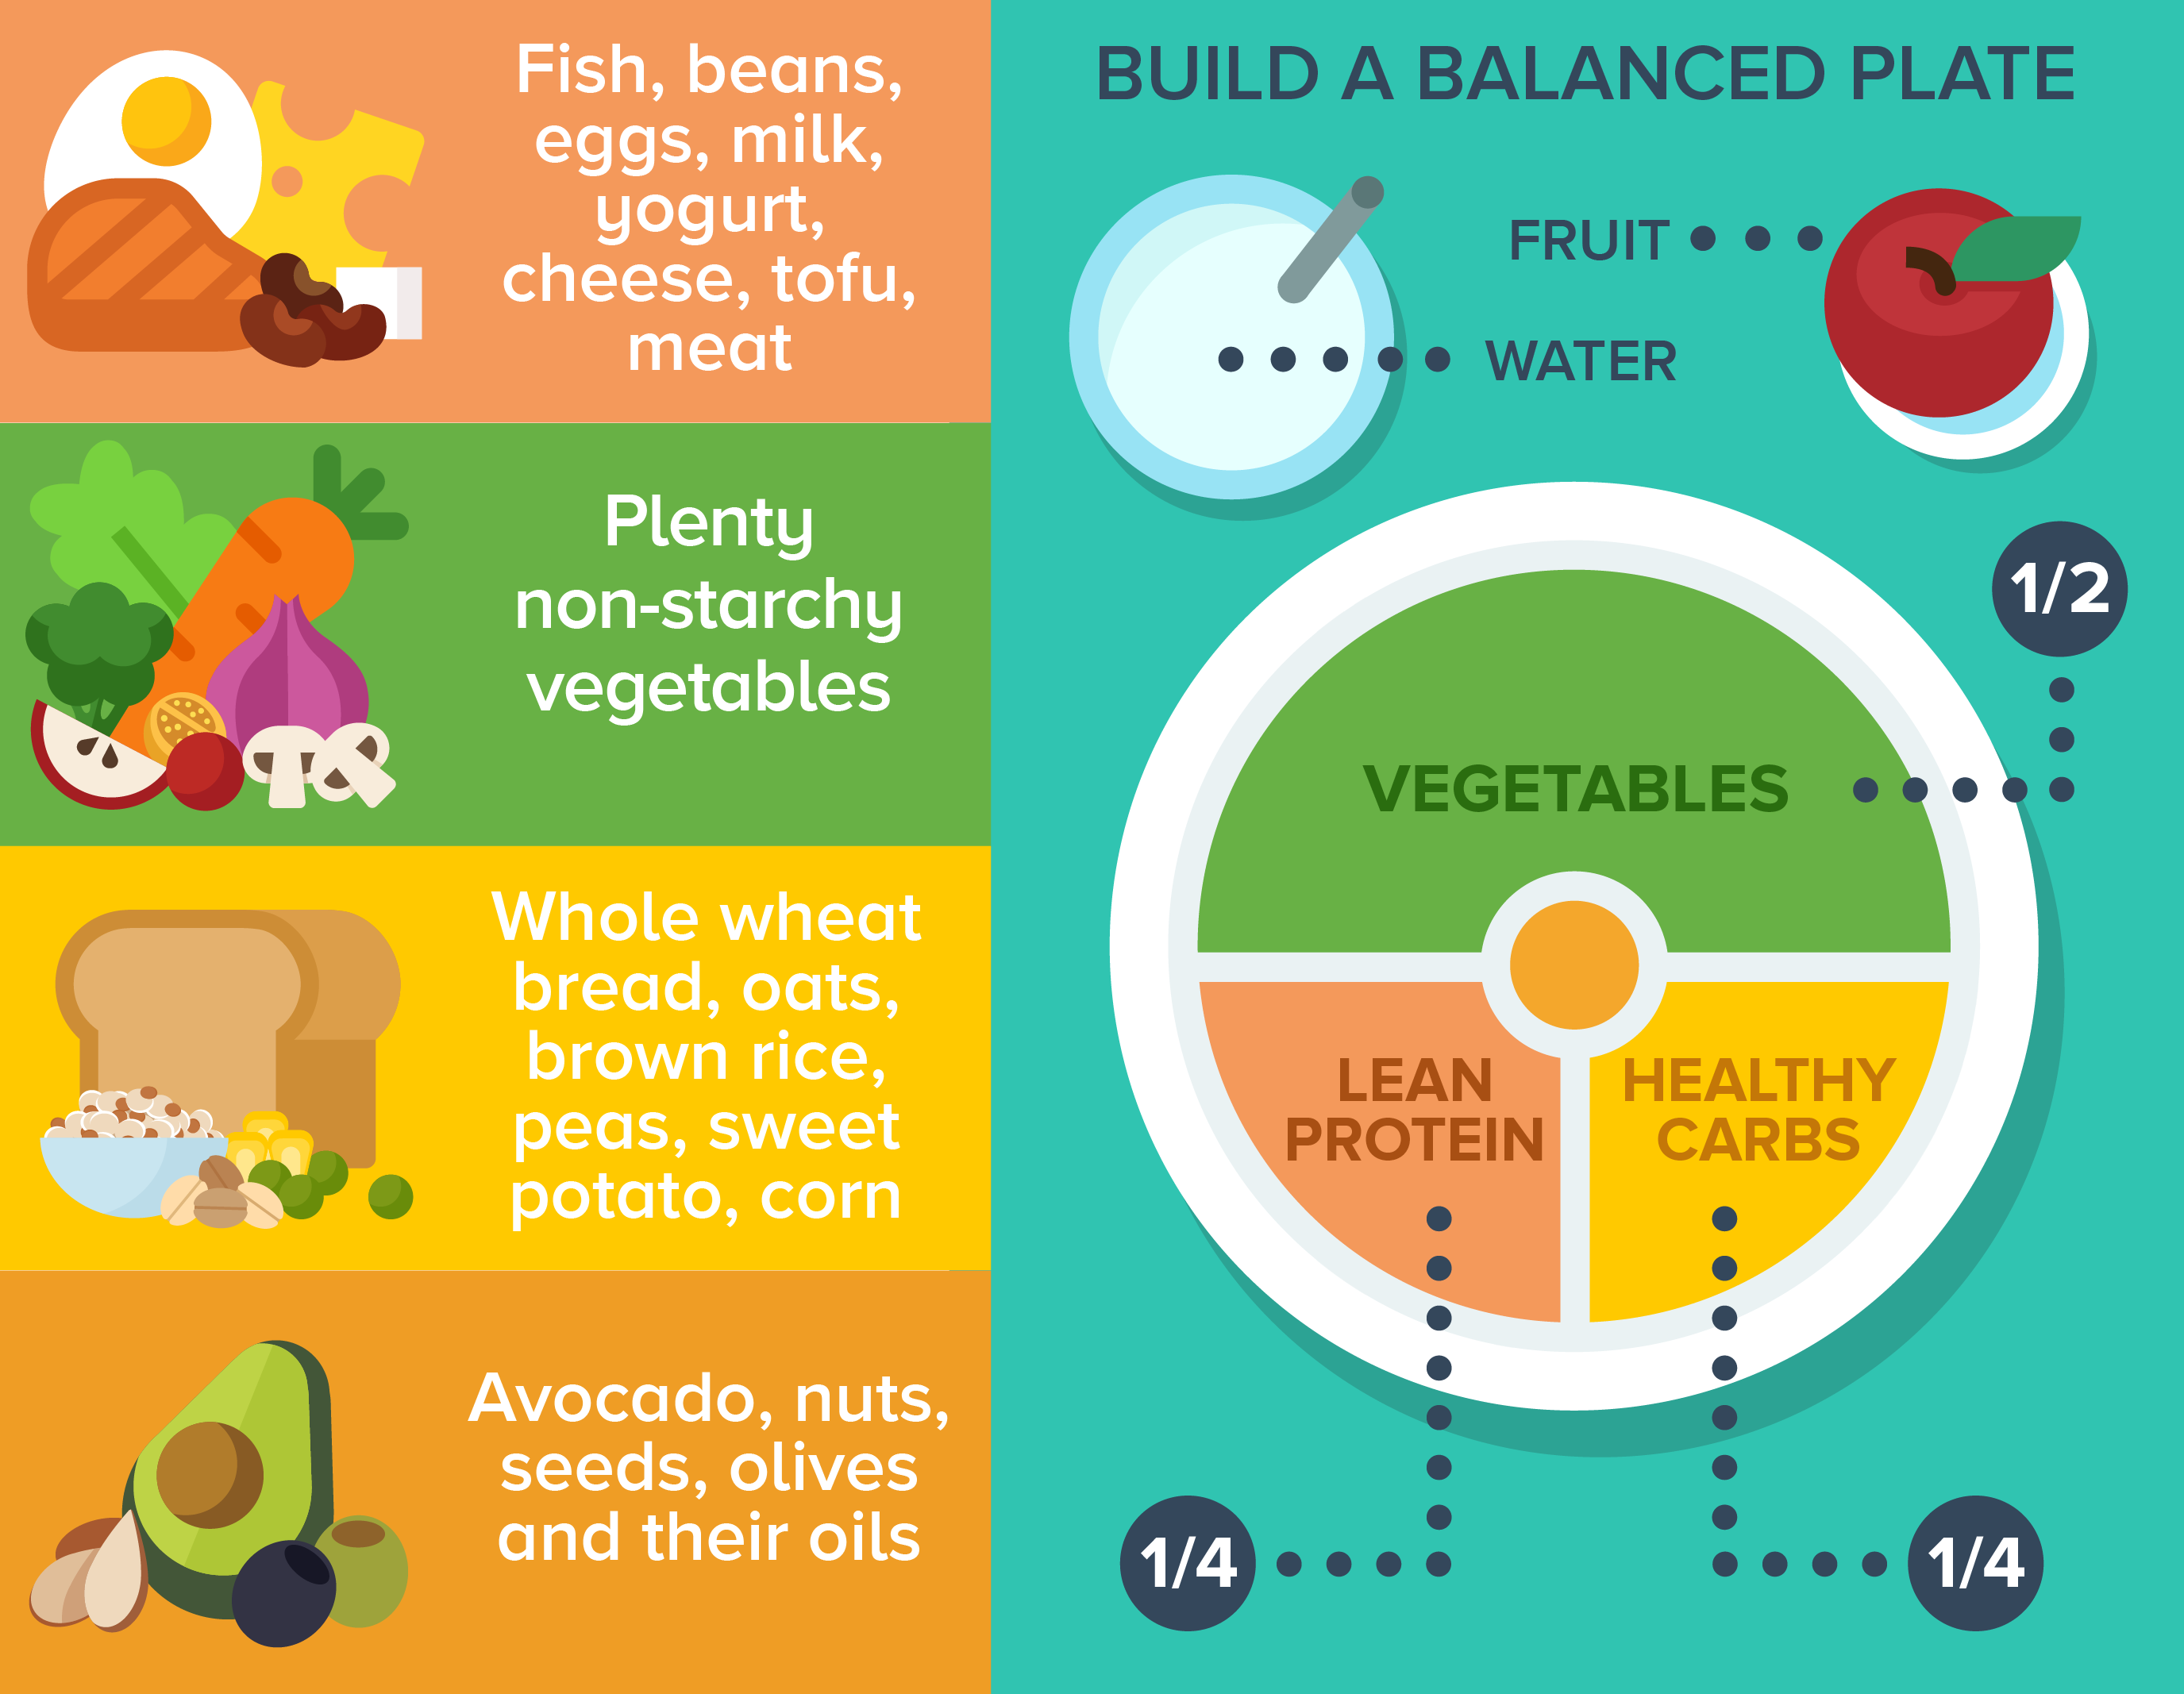 Fish, beans,
eggs, milk,
yogurt,
cheese, tofu,
meat
Plenty
non-starchy
vegetables
Whole wheat
bread, oats,
brown rice,
peas, sweet
potato, corn
Avocado, nuts,
seeds, olives
and their oils
BUILD A BALANCED PLATE
FRUIT
WATER
1/2
VEGETABLES
LEAN
PROTEIN
HEALTHY
CARBS
1/4
1/4